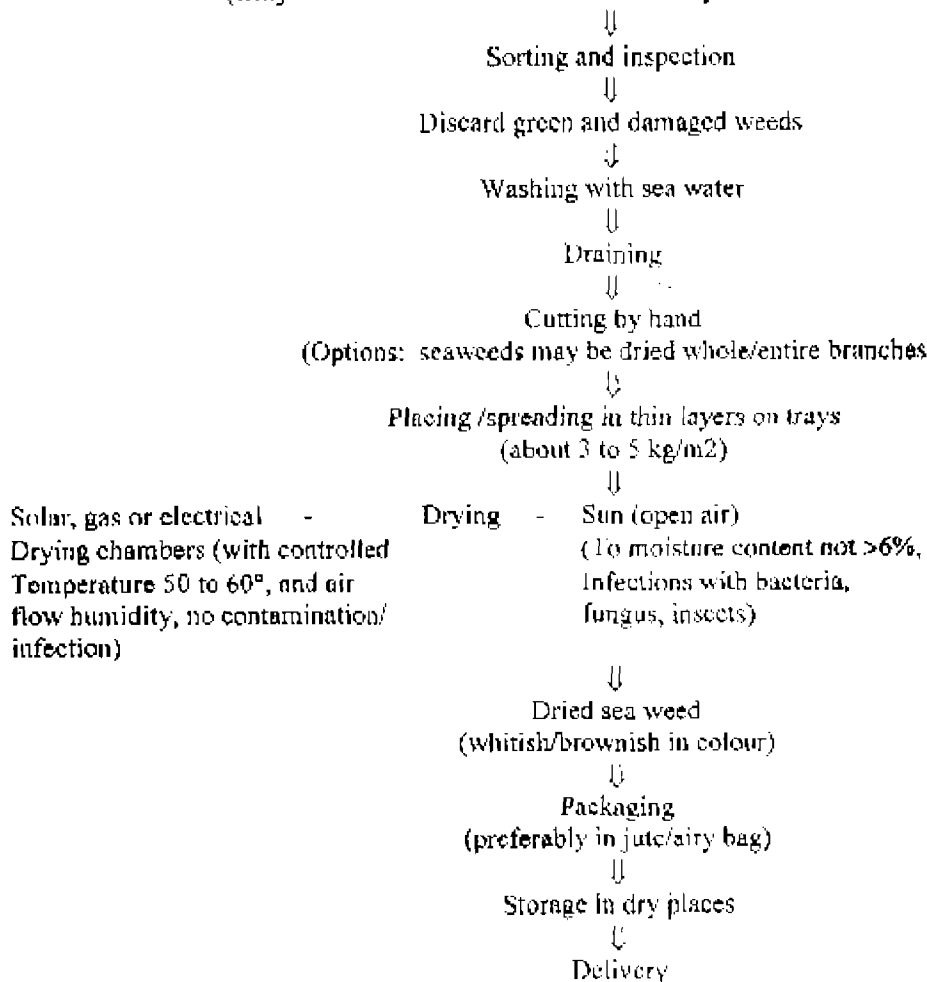 Sorting and inspection
⇓
Discard green and damaged weeds
⇓
Washing with sea water
⇓
Draining
⇓
Cutting by hand
(Options: seaweeds may be dried whole/entire branches
⇓
Placing /spreading in thin layers on trays
(about 3 to 5 kg/m2)
⇓
Solar, gas or electrical - Drying - Sun (open air)
Drying chambers (with controlled (To moisture content not >6%,
Temperature 50 to 60°, and air Infections with bacteria,
flow humidity, no contamination/ fungus, insects)
infection)
⇓
Dried sea weed
(whitish/brownish in colour)
⇓
Packaging
(preferably in jute/airy bag)
⇓
Storage in dry places
⇓
Delivery